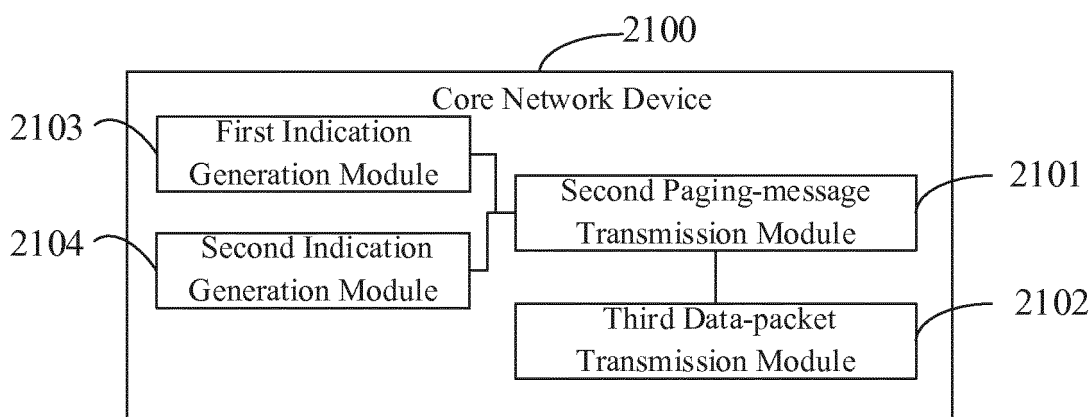 2100
Core Network Device
2103
First Indication
Generation Module
Second Paging-message
Transmission Module
2101
2104
Second Indication
Generation Module
Third Data-packet
Transmission Module
2102